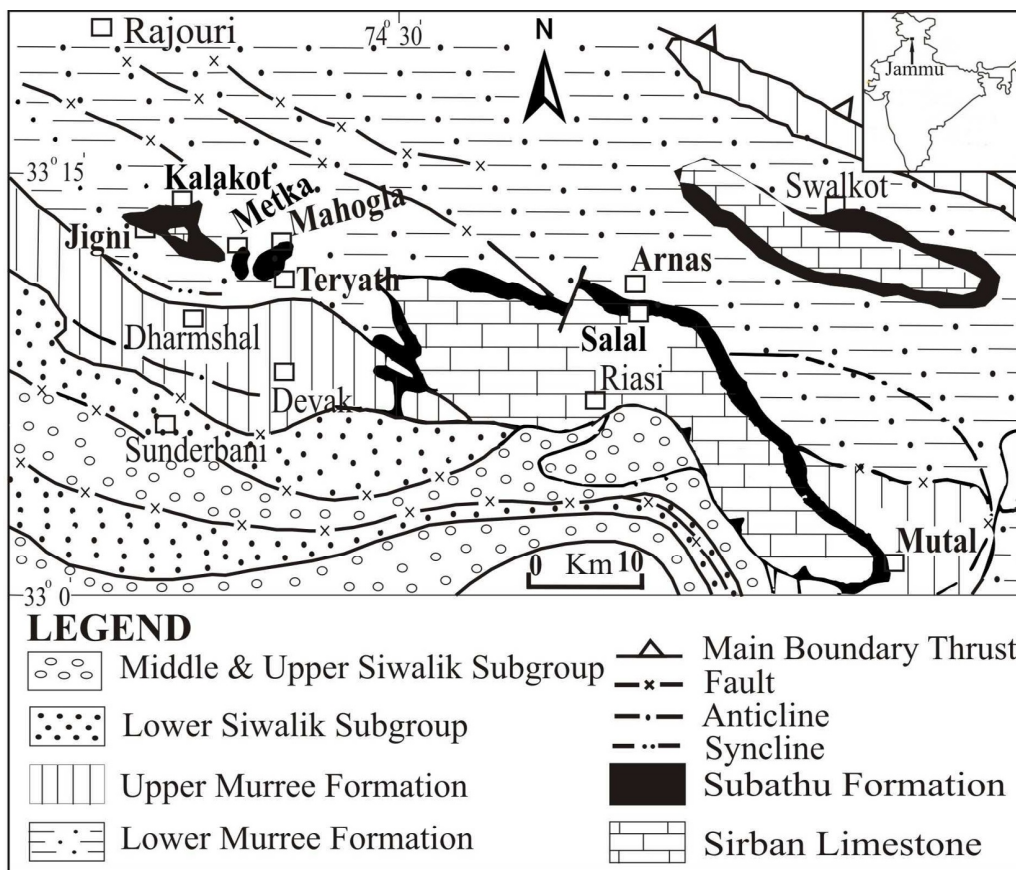 Rajouri
74° 30'
N
Jammu
33° 15'
Kalakot
Metka
Mahogla
Swalkot
Jigni
Teryath
Arnas
Dharmshal
Salal
Riasi
Devak
Sunderbani
Mutal
0 Km 10
33° 0'
LEGEND
Middle & Upper Siwalik Subgroup
Lower Siwalik Subgroup
Upper Murree Formation
Lower Murree Formation
Main Boundary Thrust
Fault
Anticline
Syncline
Subathu Formation
Sirban Limestone